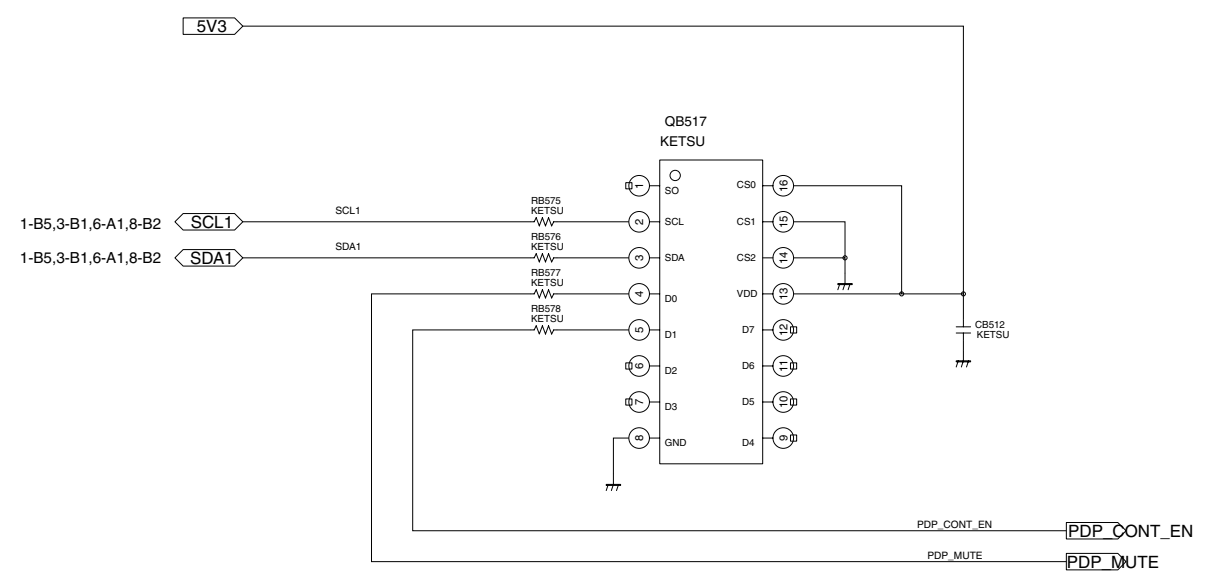 5V3
QB517
KETSU
1
SO
CS0
16
1-B5,3-B1,6-A1,8-B2
SCL1
SCL1
RB575
KETSU
2
SCL
CS1
15
1-B5,3-B1,6-A1,8-B2
SDA1
SDA1
RB576
KETSU
3
SDA
CS2
14
RB577
KETSU
4
D0
VDD
13
RB578
KETSU
5
D1
D7
12
CB512
KETSU
6
D2
D6
11
7
D3
D5
10
8
GND
D4
9
PDP_CONT_EN
PDP_CONT_EN
PDP_MUTE
PDP_MUTE